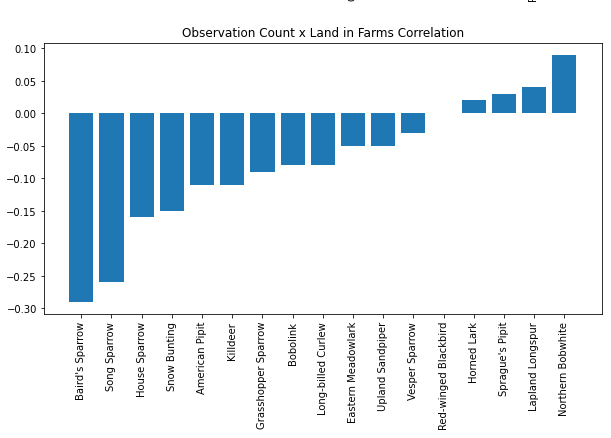 Observation Count x Land in Farms Correlation
0.10
0.05
0.00
−0.05
−0.10
−0.15
−0.20
−0.25
−0.30
Baird's Sparrow
Song Sparrow
House Sparrow
Snow Bunting
American Pipit
Killdeer
Grasshopper Sparrow
Bobolink
Long-billed Curlew
Eastern Meadowlark
Upland Sandpiper
Vesper Sparrow
Red-winged Blackbird
Horned Lark
Sprague's Pipit
Lapland Longspur
Northern Bobwhite